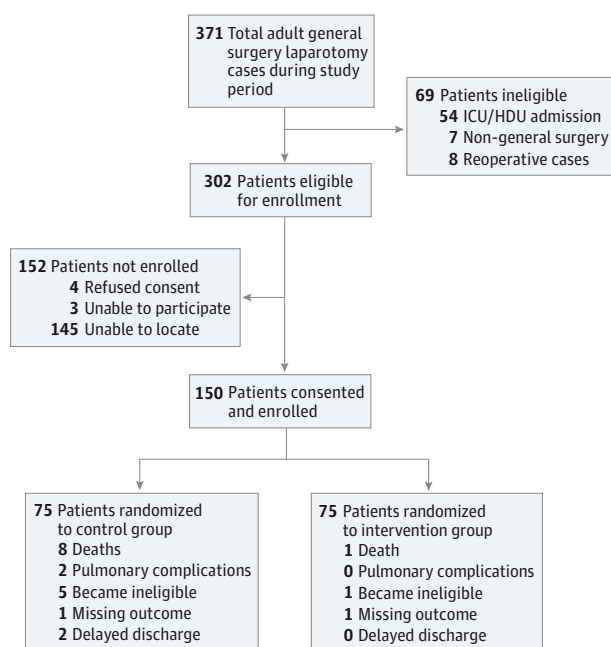 371 Total adult general
surgery laparotomy
cases during study
period
69 Patients ineligible
54 ICU/HDU admission
7 Non-general surgery
8 Reoperative cases
302 Patients eligible
for enrollment
152 Patients not enrolled
4 Refused consent
3 Unable to participate
145 Unable to locate
150 Patients consented
and enrolled
75 Patients randomized
to control group
8 Deaths
2 Pulmonary complications
5 Became ineligible
1 Missing outcome
2 Delayed discharge
75 Patients randomized
to intervention group
1 Death
0 Pulmonary complications
1 Became ineligible
1 Missing outcome
0 Delayed discharge